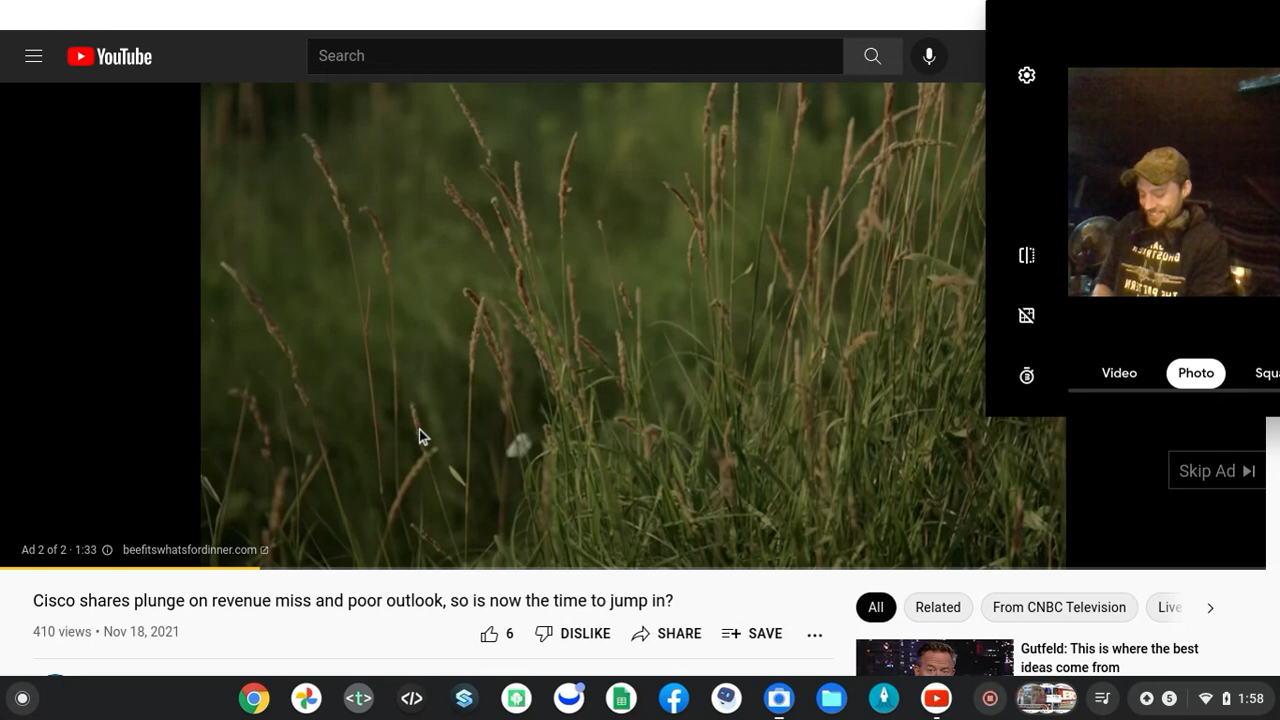 YouTube
Search
Skip Ad
Video
Photo
Squ
Ad 2 of 2 · 1:33
beefitswhatsfordinner.com
Cisco shares plunge on revenue miss and poor outlook, so is now the time to jump in?
410 views • Nov 18, 2021
6
DISLIKE
SHARE
SAVE
All
Related
From CNBC Television
Live
Gutfeld: This is where the best
ideas come from
<t>
</>
5
1:58